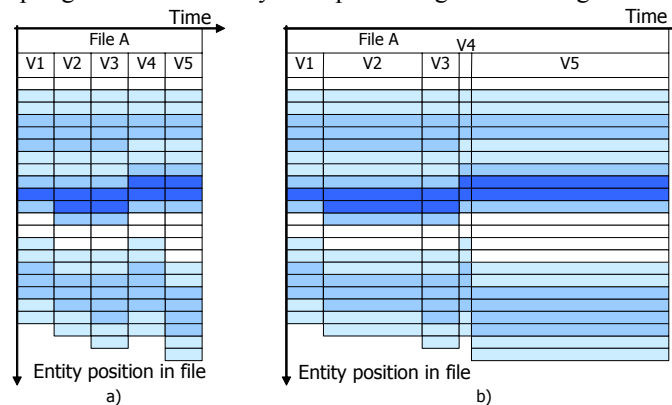 Time
File A
V1 V2 V3 V4 V5
Entity position in file
a)
Time
File A
V4
V1 V2 V3 V5
Entity position in file
b)